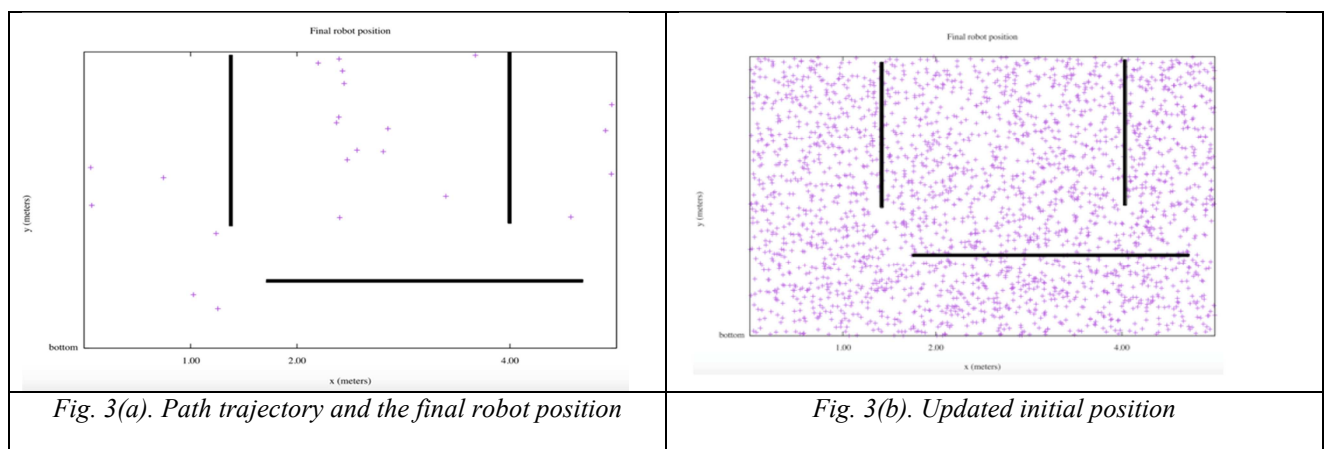 Final robot position
y (meters)
bottom
1.00 2.00 4.00
x (meters)
Fig. 3(a). Path trajectory and the final robot position
Final robot position
y (meters)
bottom
1.00 2.00 4.00
x (meters)
Fig. 3(b). Updated initial position